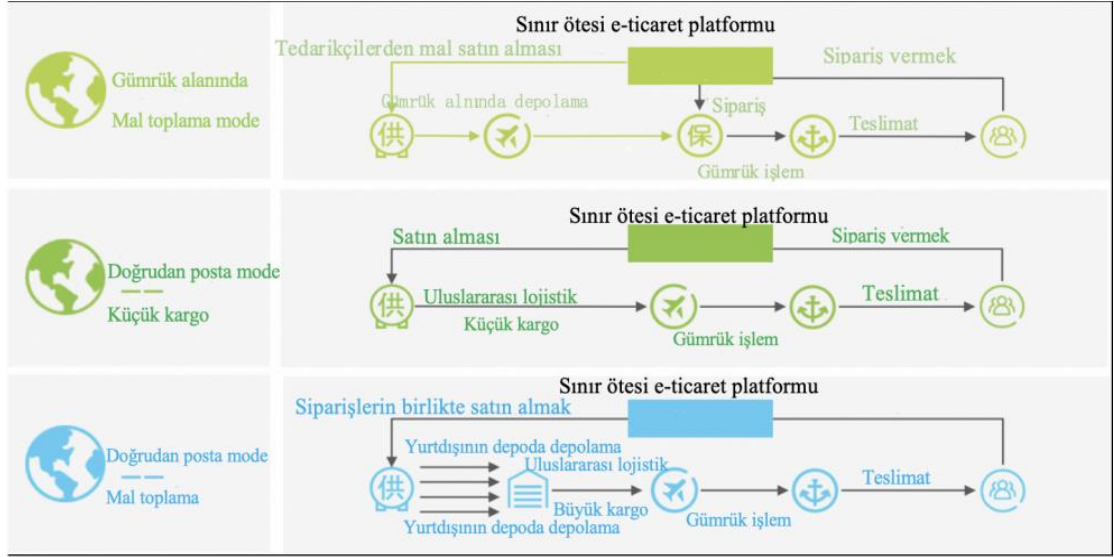 Sınır ötesi e-ticaret platformu
Gümrük alanında
Mal toplama mode
Tedarikçilerden mal satın alması
Sipariş vermek
Gümrük alnında depolama
Sipariş
供
保
Teslimat
Gümrük işlem
Sınır ötesi e-ticaret platformu
Doğrudan posta mode
Küçük kargo
Satın alması
Sipariş vermek
供
Uluslararası lojistik
Küçük kargo
Teslimat
Gümrük işlem
Sınır ötesi e-ticaret platformu
Doğrudan posta mode
Mal toplama
Siparişlerin birlikte satın almak
Yurtdışının depoda depolama
Uluslararası lojistik
供
Büyük kargo
Yurtdışının depoda depolama
Teslimat
Gümrük işlem